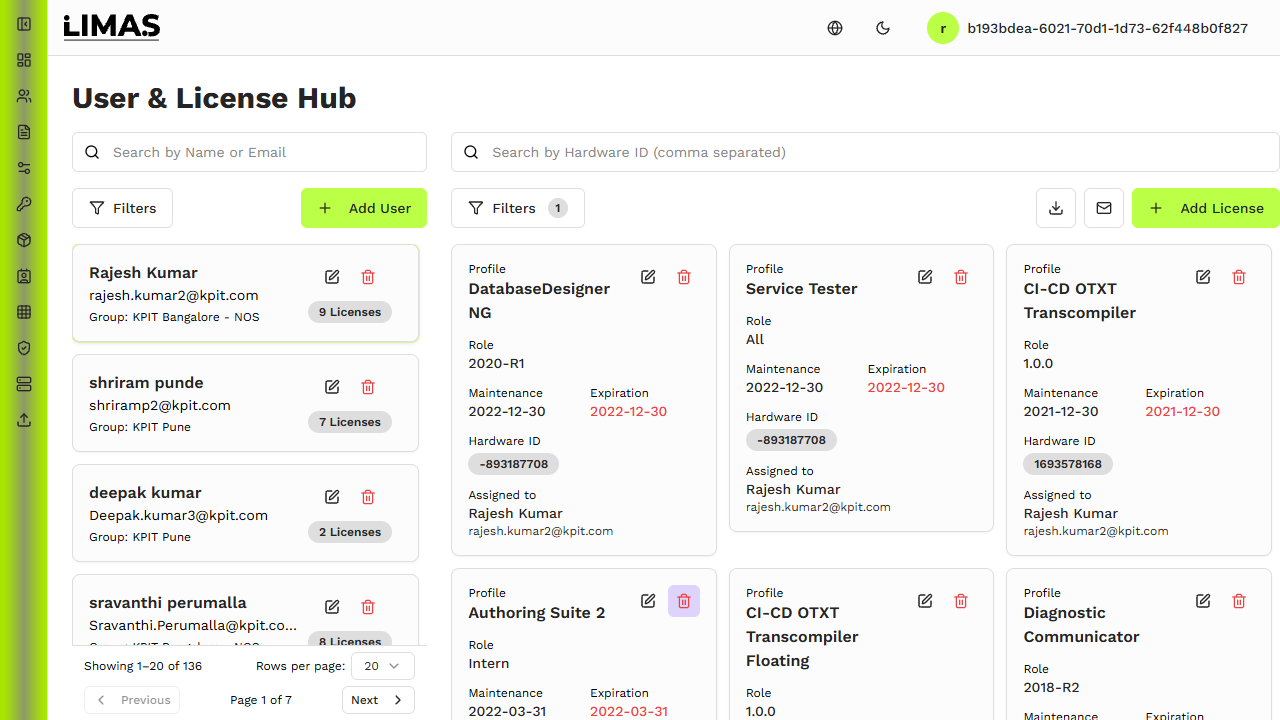 LIMAS
r
b193bdea-6021-70d1-1d73-62f448b0f827
User & License Hub
Search by Name or Email
Search by Hardware ID (comma separated)
Filters
Add User
Filters 1
Add License
Rajesh Kumar
rajesh.kumar2@kpit.com
Group: KPIT Bangalore - NOS
9 Licenses
shriram punde
shriramp2@kpit.com
Group: KPIT Pune
7 Licenses
deepak kumar
Deepak.kumar3@kpit.com
Group: KPIT Pune
2 Licenses
sravanthi perumalla
Sravanthi.Perumalla@kpit.co...
8 Licenses
Showing 1–20 of 136
Rows per page: 20
Previous
Page 1 of 7
Next
Profile
DatabaseDesigner
NG
Role
2020-R1
Maintenance Expiration
2022-12-30 2022-12-30
Hardware ID
-893187708
Assigned to
Rajesh Kumar
rajesh.kumar2@kpit.com
Profile
Service Tester
Role
All
Maintenance Expiration
2022-12-30 2022-12-30
Hardware ID
-893187708
Assigned to
Rajesh Kumar
rajesh.kumar2@kpit.com
Profile
CI-CD OTXT
Transcompiler
Role
1.0.0
Maintenance Expiration
2021-12-30 2021-12-30
Hardware ID
1693578168
Assigned to
Rajesh Kumar
rajesh.kumar2@kpit.com
Profile
Authoring Suite 2
Role
Intern
Maintenance Expiration
2022-03-31 2022-03-31
Profile
CI-CD OTXT
Transcompiler
Floating
Role
1.0.0
Profile
Diagnostic
Communicator
Role
2018-R2
Maintenance Expiration